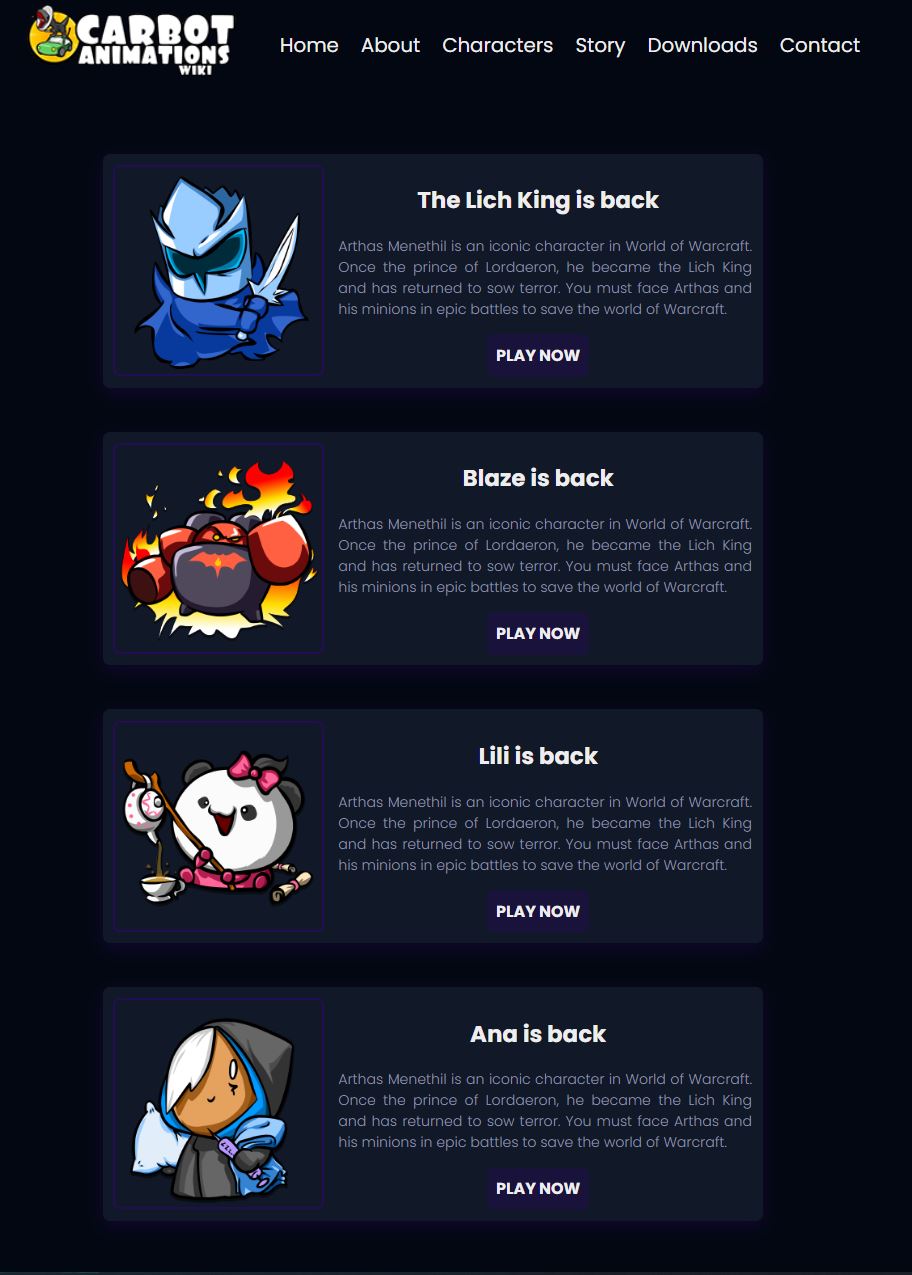 CARBOT
ANIMATIONS
WIKI
Home About Characters Story Downloads Contact
The Lich King is back
Arthas Menethil is an iconic character in World of Warcraft.
Once the prince of Lordaeron, he became the Lich King
and has returned to sow terror. You must face Arthas and
his minions in epic battles to save the world of Warcraft.
PLAY NOW
Blaze is back
Arthas Menethil is an iconic character in World of Warcraft.
Once the prince of Lordaeron, he became the Lich King
and has returned to sow terror. You must face Arthas and
his minions in epic battles to save the world of Warcraft.
PLAY NOW
Lili is back
Arthas Menethil is an iconic character in World of Warcraft.
Once the prince of Lordaeron, he became the Lich King
and has returned to sow terror. You must face Arthas and
his minions in epic battles to save the world of Warcraft.
PLAY NOW
Ana is back
Arthas Menethil is an iconic character in World of Warcraft.
Once the prince of Lordaeron, he became the Lich King
and has returned to sow terror. You must face Arthas and
his minions in epic battles to save the world of Warcraft.
PLAY NOW